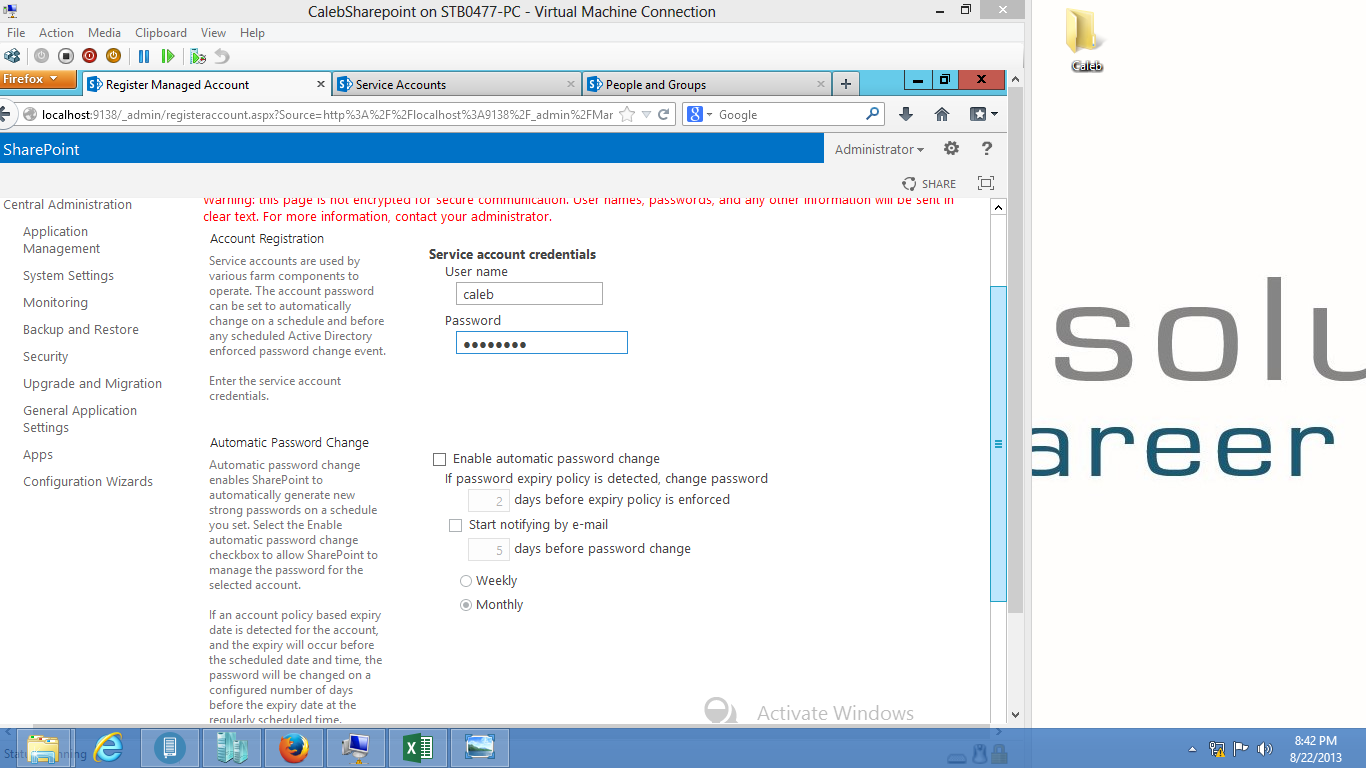 CalebSharepoint on STB0477-PC - Virtual Machine Connection
File Action Media Clipboard View Help
Firefox
Register Managed Account
Service Accounts
People and Groups
localhost:9138/_admin/registeraccount.aspx?Source=http%3A%2F%2Flocalhost%3A9138%2F_admin%2FMar
Google
SharePoint
Administrator
SHARE
Central Administration
Application
Management
System Settings
Monitoring
Backup and Restore
Security
Upgrade and Migration
General Application
Settings
Apps
Configuration Wizards
Warning: this page is not encrypted for secure communication. User names, passwords, and any other information will be sent in
clear text. For more information, contact your administrator.
Account Registration
Service accounts are used by
various farm components to
operate. The account password
can be set to automatically
change on a schedule and before
any scheduled Active Directory
enforced password change event.
Enter the service account
credentials.
Service account credentials
User name
caleb
Password
Automatic Password Change
Automatic password change
enables SharePoint to
automatically generate new
strong passwords on a schedule
you set. Select the Enable
automatic password change
checkbox to allow SharePoint to
manage the password for the
selected account.
If an account policy based expiry
date is detected for the account,
and the expiry will occur before
the scheduled date and time, the
password will be changed on a
configured number of days
before the expiry date at the
regularly scheduled time.
Enable automatic password change
If password expiry policy is detected, change password
2 days before expiry policy is enforced
Start notifying by e-mail
5 days before password change
Weekly
Monthly
Activate Windows
Caleb
solu
areer
8:42 PM
8/22/2013